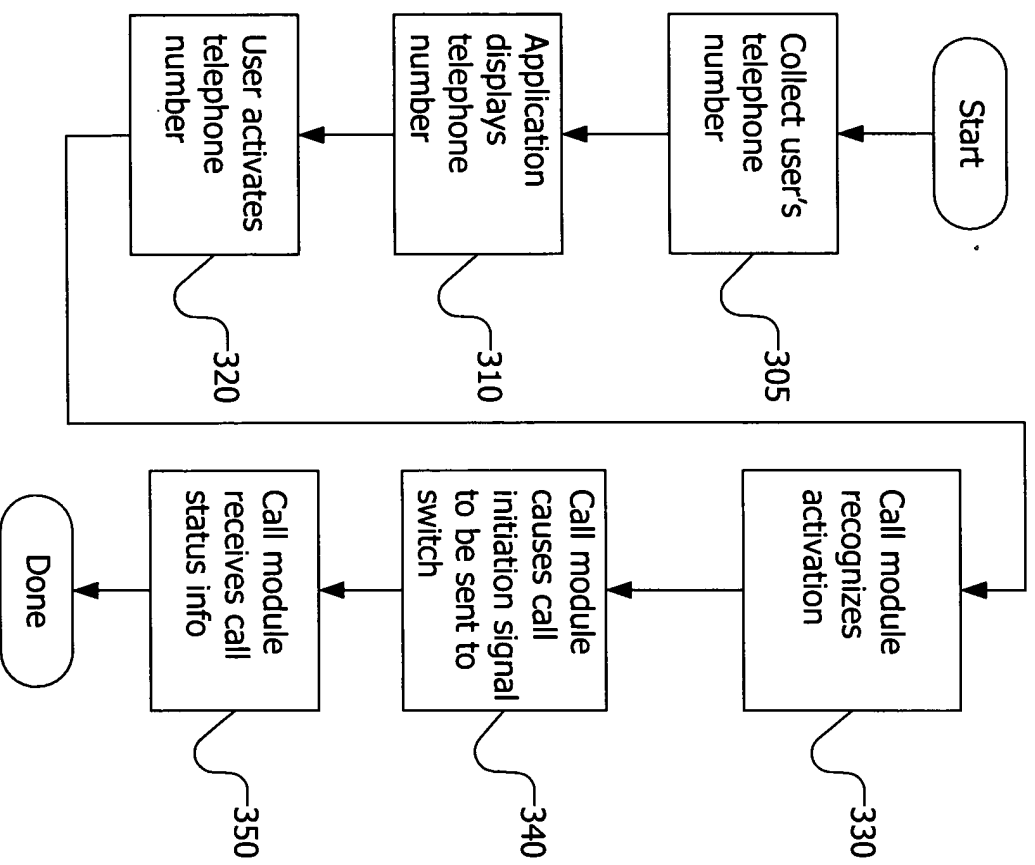 Start
Collect user's
telephone
number
305
Application
displays
telephone
number
310
User activates
telephone
number
320
Call module
recognizes
activation
330
Call module
causes call
initiation signal
to be sent to
switch
340
Call module
receives call
status info
350
Done